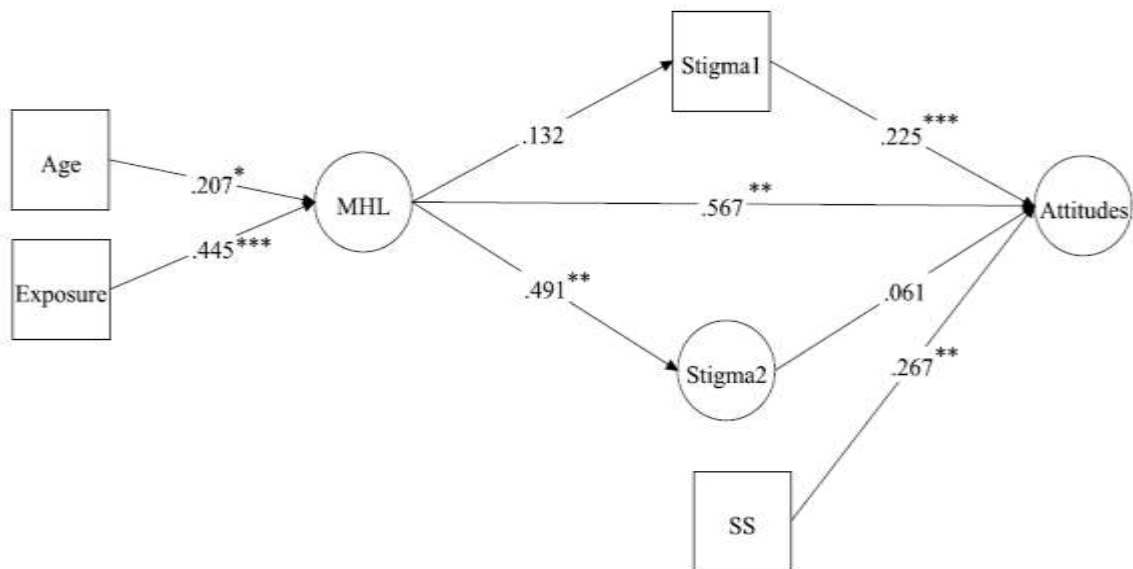 Stigma1
Age
.132
.225***
.207*
MHL
.567**
Attitudes
.445***
Exposure
.491**
.061
Stigma2
.267**
SS